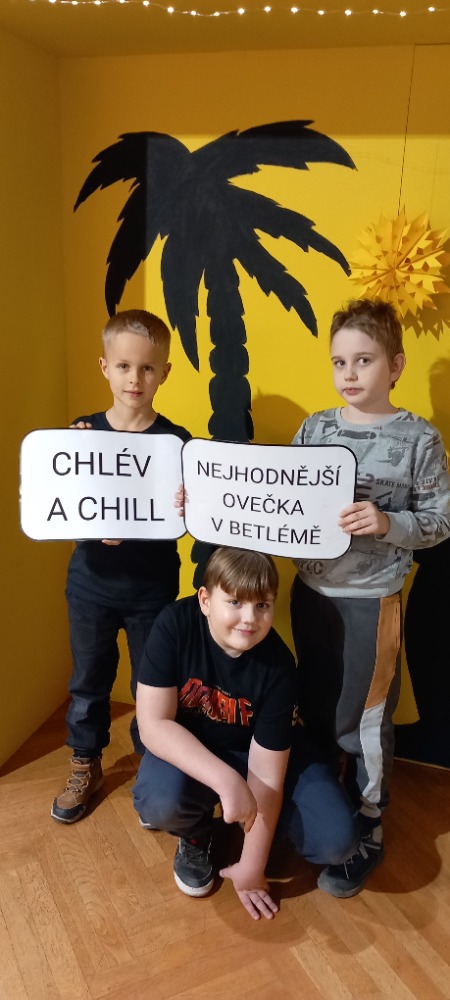 CHLÉV
A CHILL
NEJHODNĚJŠÍ
OVEČKA
V BETLÉMĚ